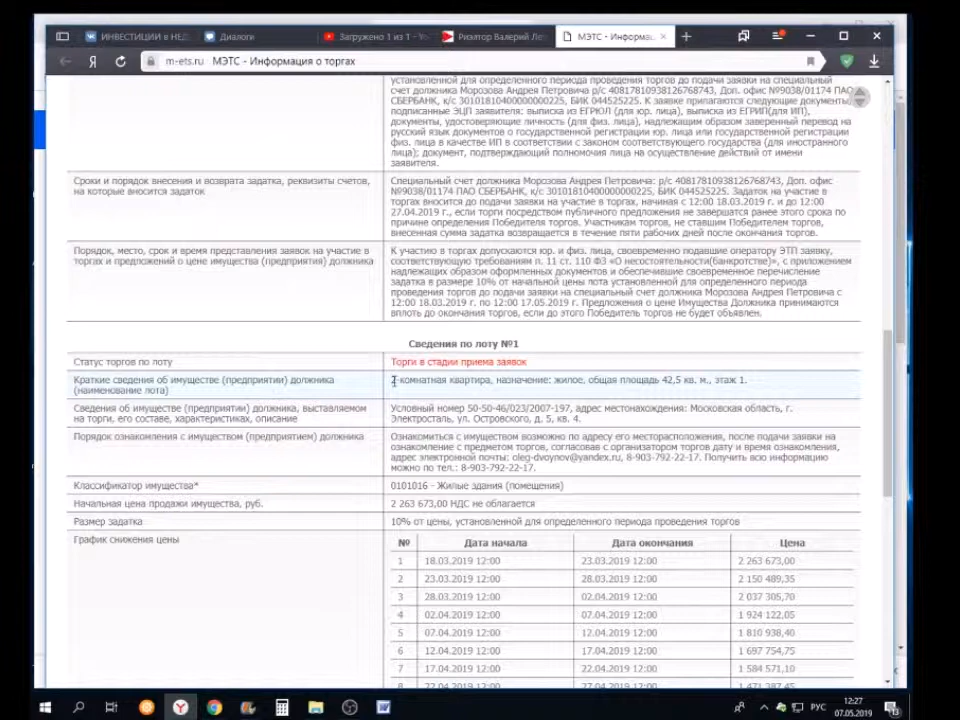 ИНВЕСТИЦИИ в НЕД
Диалоги
Загружено 1 из 1 - Yo
Риэлтор Валерий Ле
МЭТС - Информац
m-ets.ru МЭТС - Информация о торгах
установленной для определенного периода проведения торгов до подачи заявки на специальный
счет должника Морозова Андрея Петровича р/с 40817810938126768743, Доп. офис №9038/01174 ПАО
СБЕРБАНК, к/с 30101810400000000225, БИК 044525225. К заявке прилагаются следующие документы,
подписанные ЭЦП заявителя: выписка из ЕГРЮЛ (для юр. лица), выписка из ЕГРИП(для ИП),
документы, удостоверяющие личность (для физ. лица), надлежащим образом заверенный перевод на
русский язык документов о государственной регистрации юр. лица или государственной регистрации
физ. лица в качестве ИП в соответствии с законом соответствующего государства (для иностранного
лица); документ, подтверждающий полномочия лица на осуществление действий от имени
заявителя.
Сроки и порядок внесения и возврата задатка, реквизиты счетов,
на которые вносится задаток
Специальный счет должника Морозова Андрея Петровича: р/с 40817810938126768743, Доп. офис
№9038/01174 ПАО СБЕРБАНК, к/с 30101810400000000225, БИК 044525225. Задаток на участие в
торгах вносится до подачи заявки на участие в торгах, начиная с 12:00 18.03.2019 г. и до 12:00
27.04.2019 г., если торги посредством публичного предложения не завершатся ранее этого срока по
причине определения Победителя торгов. Участникам торгов, не ставшим Победителем торгов,
внесенная сумма задатка возвращается в течение пяти рабочих дней после окончания торгов.
Порядок, место, срок и время представления заявок на участие в
торгах и предложений о цене имущества (предприятия) должника
К участию в торгах допускаются юр. и физ. лица, своевременно подавшие оператору ЭТП заявку,
соответствующую требованиям п. 11 ст. 110 ФЗ «О несостоятельности(банкротстве)», с приложением
надлежащих образом оформленных документов и обеспечившие своевременное перечисление
задатка в размере 10% от начальной цены лота установленной для определенного периода
проведения торгов до подачи заявки на специальный счет должника Морозова Андрея Петровича с
12:00 18.03.2019 г. по 12:00 17.05.2019 г. Предложения о цене Имущества Должника принимаются
вплоть до окончания торгов, если до этого Победитель торгов не будет объявлен.
Сведения по лоту №1
Статус торгов по лоту
Торги в стадии приема заявок
Краткие сведения об имуществе (предприятии) должника
(наименование лота)
2-комнатная квартира, назначение: жилое, общая площадь 42,5 кв. м., этаж 1.
Сведения об имуществе (предприятии) должника, выставляемом
на торги, его составе, характеристиках, описание
Условный номер 50-50-46/023/2007-197, адрес местонахождения: Московская область, г.
Электросталь, ул. Островского, д. 5, кв. 4.
Порядок ознакомления с имуществом (предприятием) должника
Ознакомиться с имуществом возможно по адресу его месторасположения, после подачи заявки на
ознакомление с предметом торгов, согласовав с организатором торгов дату и время ознакомления,
адрес электронной почты: oleg-dvoynov@yandex.ru, 8-903-792-22-17. Получить всю информацию
можно по тел.: 8-903-792-22-17.
Классификатор имущества*
0101016 - Жилые здания (помещения)
Начальная цена продажи имущества, руб.
2 263 673,00 НДС не облагается
Размер задатка
10% от цены, установленной для определенного периода проведения торгов
График снижения цены
№ Дата начала Дата окончания Цена
1 18.03.2019 12:00 23.03.2019 12:00 2 263 673,00
2 23.03.2019 12:00 28.03.2019 12:00 2 150 489,35
3 28.03.2019 12:00 02.04.2019 12:00 2 037 305,70
4 02.04.2019 12:00 07.04.2019 12:00 1 924 122,05
5 07.04.2019 12:00 12.04.2019 12:00 1 810 938,40
6 12.04.2019 12:00 17.04.2019 12:00 1 697 754,75
7 17.04.2019 12:00 22.04.2019 12:00 1 584 571,10
8 22.04.2019 12:00 27.04.2019 12:00 1 471 387,45
РУС
12:27
07.05.2019